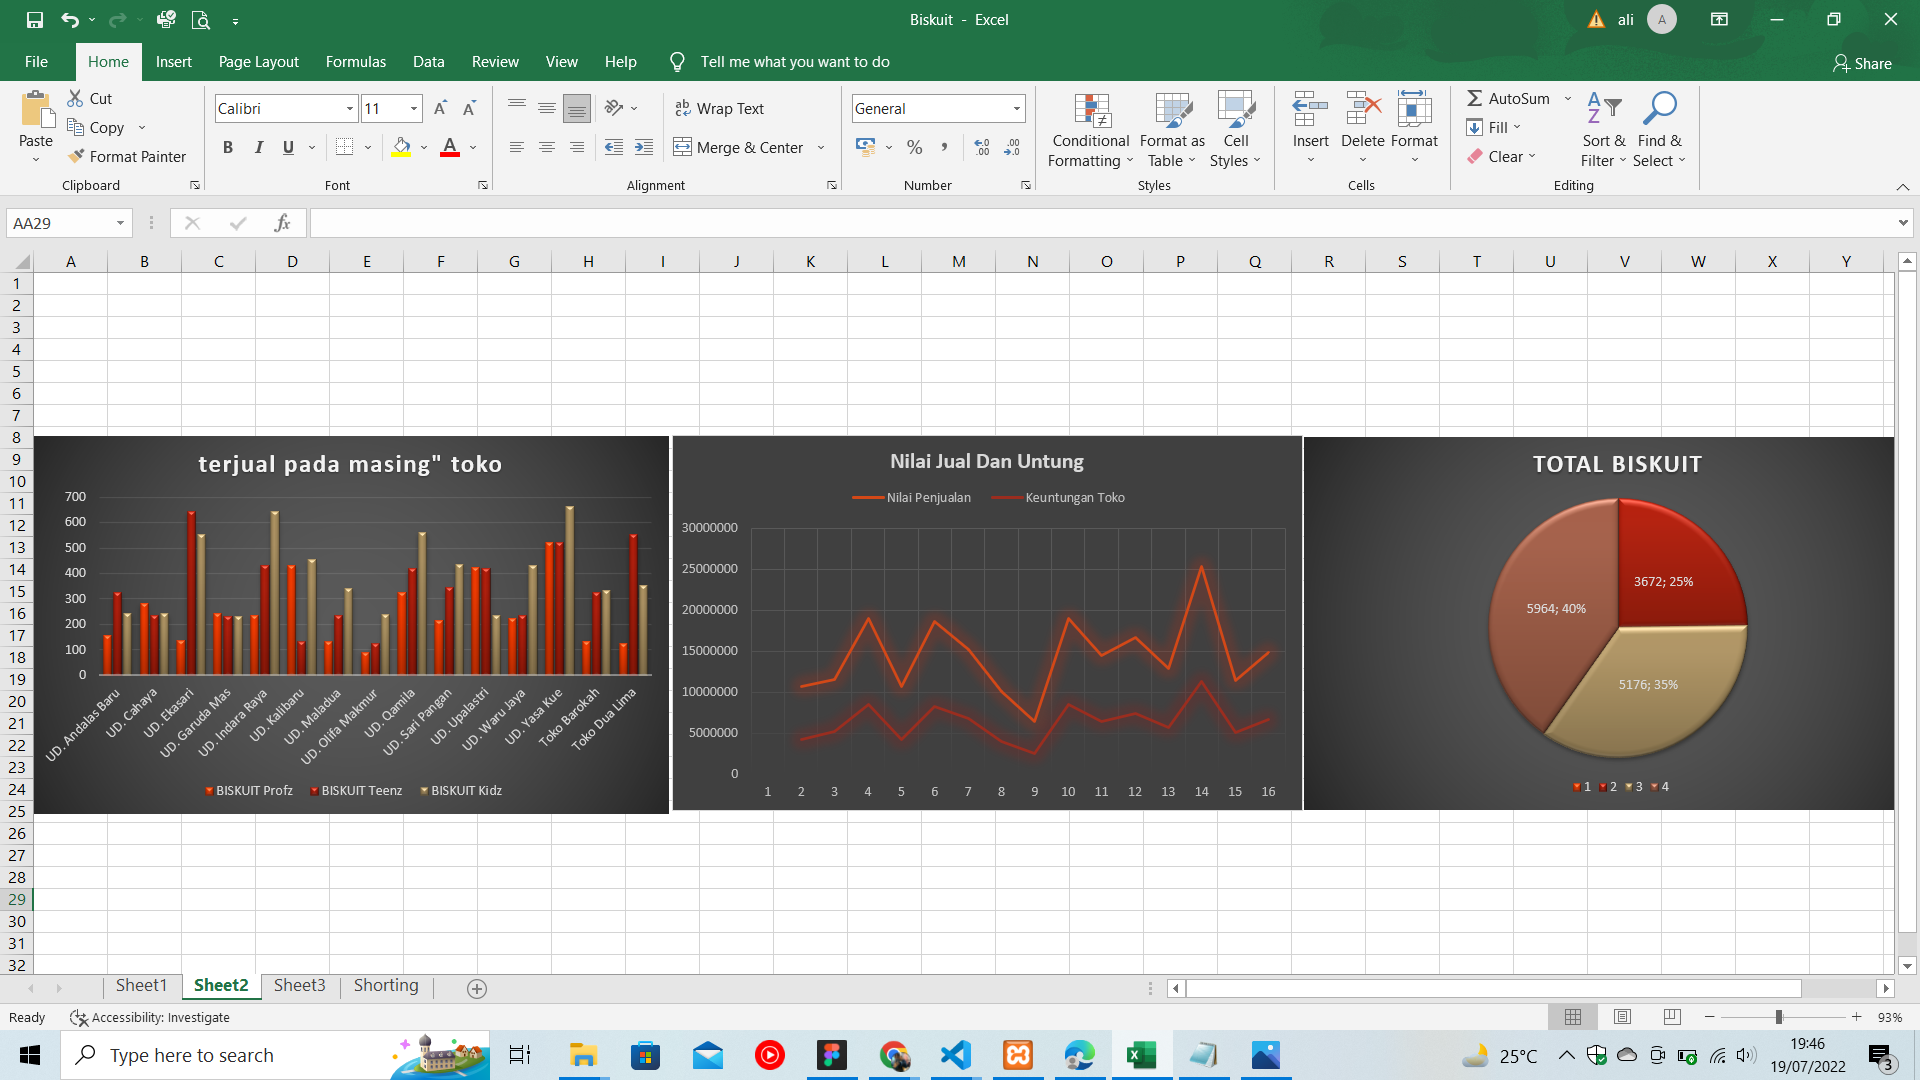 Biskuit - Excel
ali
A
File Home Insert Page Layout Formulas Data Review View Help Tell me what you want to do
Share
Paste
Cut
Copy
Format Painter
Clipboard
Calibri 11
B I U
Font
Wrap Text
Merge & Center
Alignment
General
Number
Conditional Formatting
Format as Table
Cell Styles
Styles
Insert Delete Format
Cells
AutoSum
Fill
Clear
Sort & Filter
Find & Select
Editing
AA29
fx
A B C D E F G H I J K L M N O P Q R S T U V W X Y
1
2
3
4
5
6
7
8
9
10
11
12
13
14
15
16
17
18
19
20
21
22
23
24
25
26
27
28
29
30
31
32
terjual pada masing" toko
700
600
500
400
300
200
100
0
UD. Andalas Baru
UD. Cahaya
UD. Ekasari
UD. Garuda Mas
UD. Indara Raya
UD. Kalibaru
UD. Maladua
UD. Olifa Makmur
UD. Qamila
UD. Sari Pangan
UD. Upalastri
UD. Waru Jaya
UD. Yasa Kue
Toko Barokah
Toko Dua Lima
BISKUIT Profz BISKUIT Teenz BISKUIT Kidz
Nilai Jual Dan Untung
Nilai Penjualan Keuntungan Toko
30000000
25000000
20000000
15000000
10000000
5000000
0
1 2 3 4 5 6 7 8 9 10 11 12 13 14 15 16
TOTAL BISKUIT
3672; 25%
5964; 40%
5176; 35%
1 2 3 4
Sheet1 Sheet2 Sheet3 Shorting
Ready
Accessibility: Investigate
93%
Type here to search
25°C
19:46
19/07/2022
3